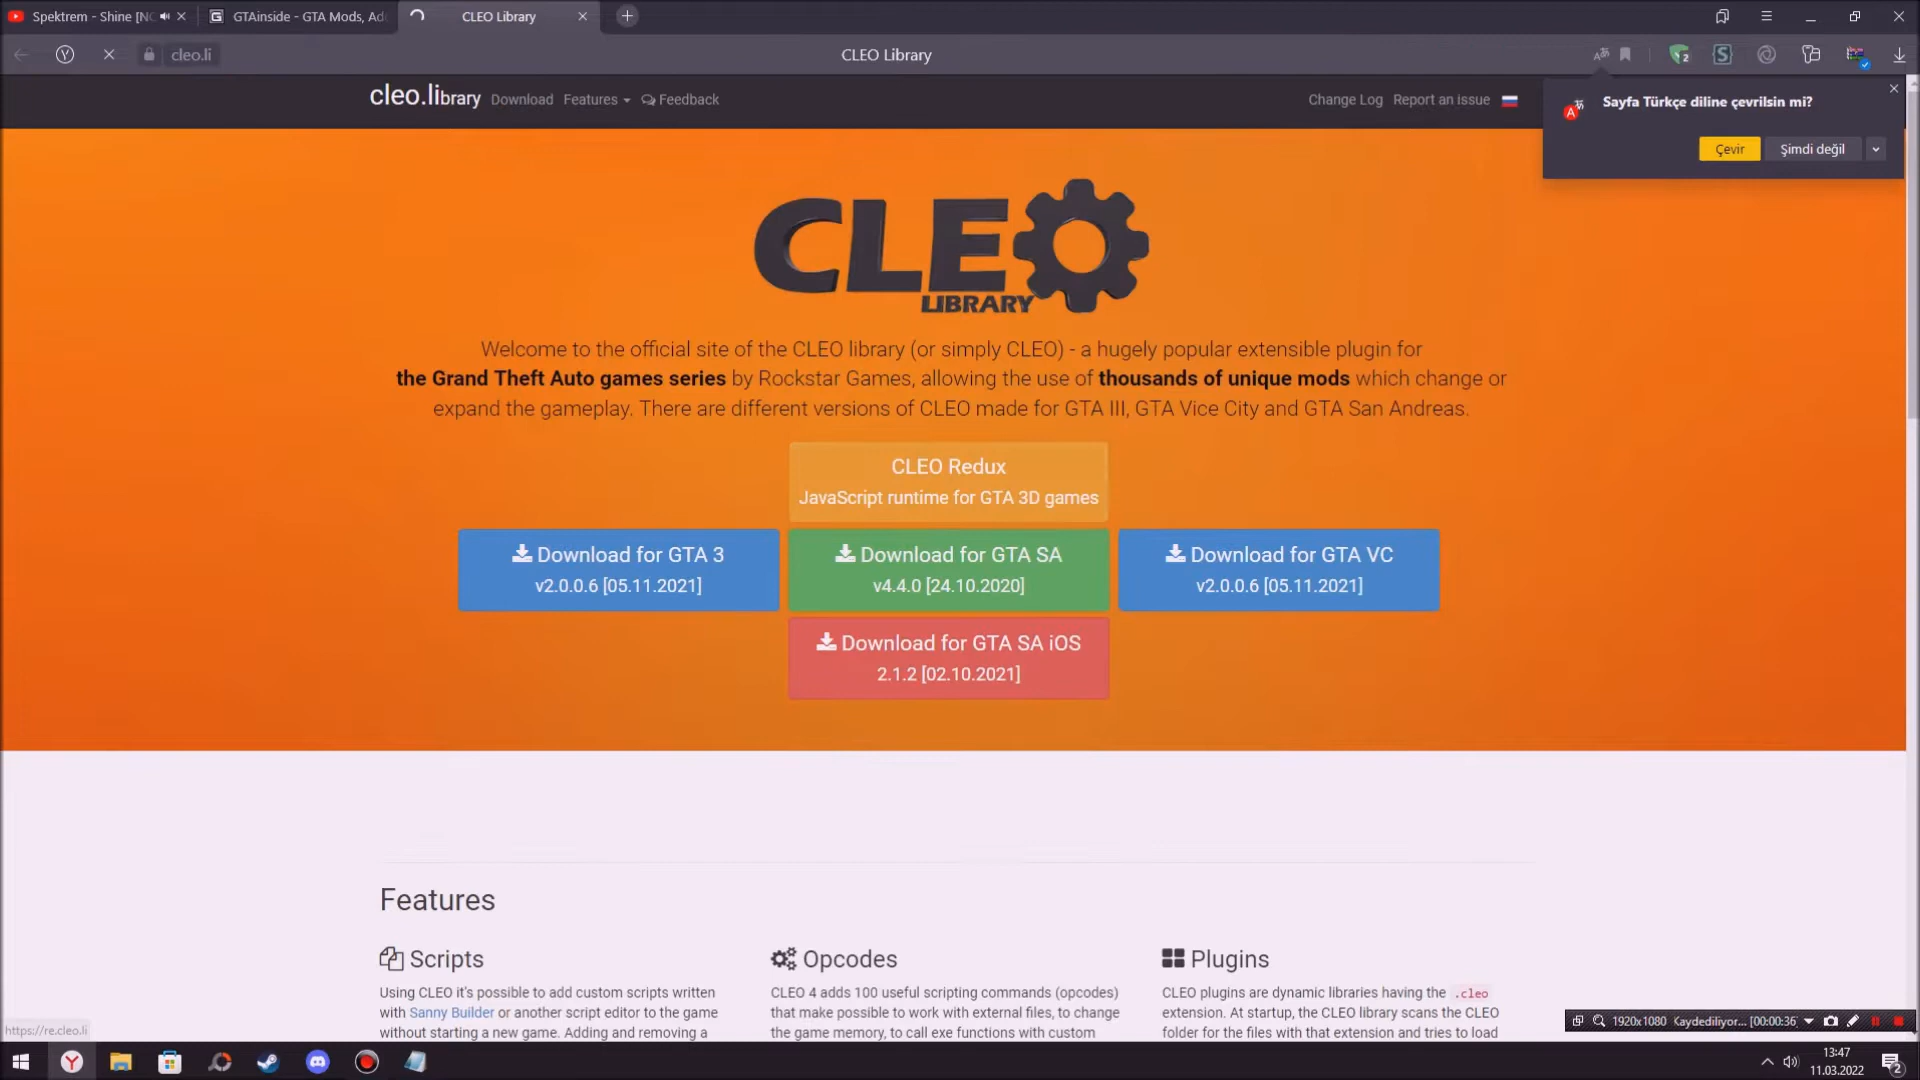 Spektrem - Shine [NC
GTAinside - GTA Mods, Ad
CLEO Library
cleo.li
CLEO Library
2
cleo.library
Download
Features
Feedback
Change Log
Report an issue
Sayfa Türkçe diline çevrilsin mi?
Çevir
Şimdi değil
CLEO
LIBRARY
Welcome to the official site of the CLEO library (or simply CLEO) - a hugely popular extensible plugin for
the Grand Theft Auto games series by Rockstar Games, allowing the use of thousands of unique mods which change or
expand the gameplay. There are different versions of CLEO made for GTA III, GTA Vice City and GTA San Andreas.
CLEO Redux
JavaScript runtime for GTA 3D games
Download for GTA 3
v2.0.0.6 [05.11.2021]
Download for GTA SA
v4.4.0 [24.10.2020]
Download for GTA VC
v2.0.0.6 [05.11.2021]
Download for GTA SA iOS
2.1.2 [02.10.2021]
Features
Scripts
Using CLEO it's possible to add custom scripts written
with Sanny Builder or another script editor to the game
without starting a new game. Adding and removing a
Opcodes
CLEO 4 adds 100 useful scripting commands (opcodes)
that make possible to work with external files, to change
the game memory, to call exe functions with custom
Plugins
CLEO plugins are dynamic libraries having the .cleo
extension. At startup, the CLEO library scans the CLEO
folder for the files with that extension and tries to load
https://re.cleo.li
1920x1080 Kaydediliyor... [00:00:36]
13:47
11.03.2022
2